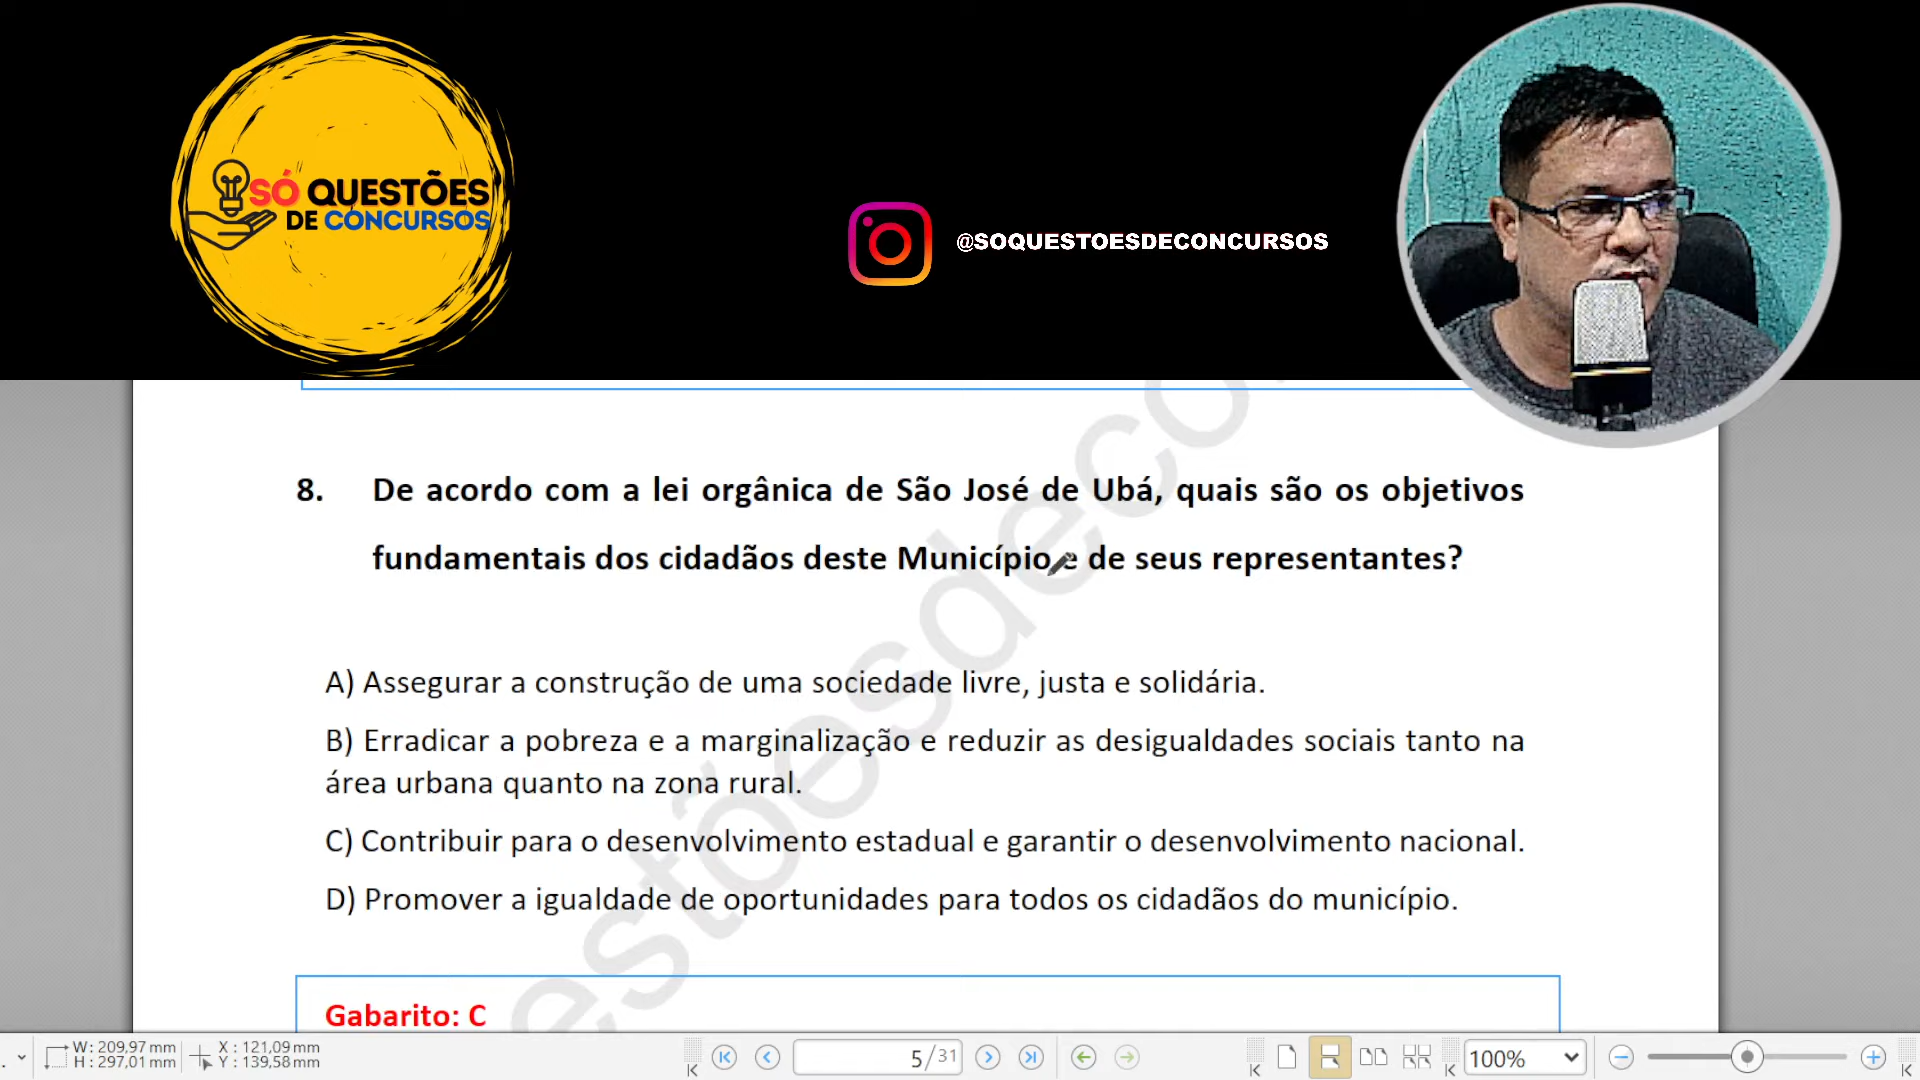 SÓ QUESTÕES
DE CONCURSOS
@SOQUESTOESDECONCURSOS
8. De acordo com a lei orgânica de São José de Ubá, quais são os objetivos
fundamentais dos cidadãos deste Município e de seus representantes?
A) Assegurar a construção de uma sociedade livre, justa e solidária.
B) Erradicar a pobreza e a marginalização e reduzir as desigualdades sociais tanto na
área urbana quanto na zona rural.
C) Contribuir para o desenvolvimento estadual e garantir o desenvolvimento nacional.
D) Promover a igualdade de oportunidades para todos os cidadãos do município.
Gabarito: C
estõesdeco
W: 209,97 mm
H: 297,01 mm
X : 121,09 mm
Y : 139,58 mm
5/31
100%